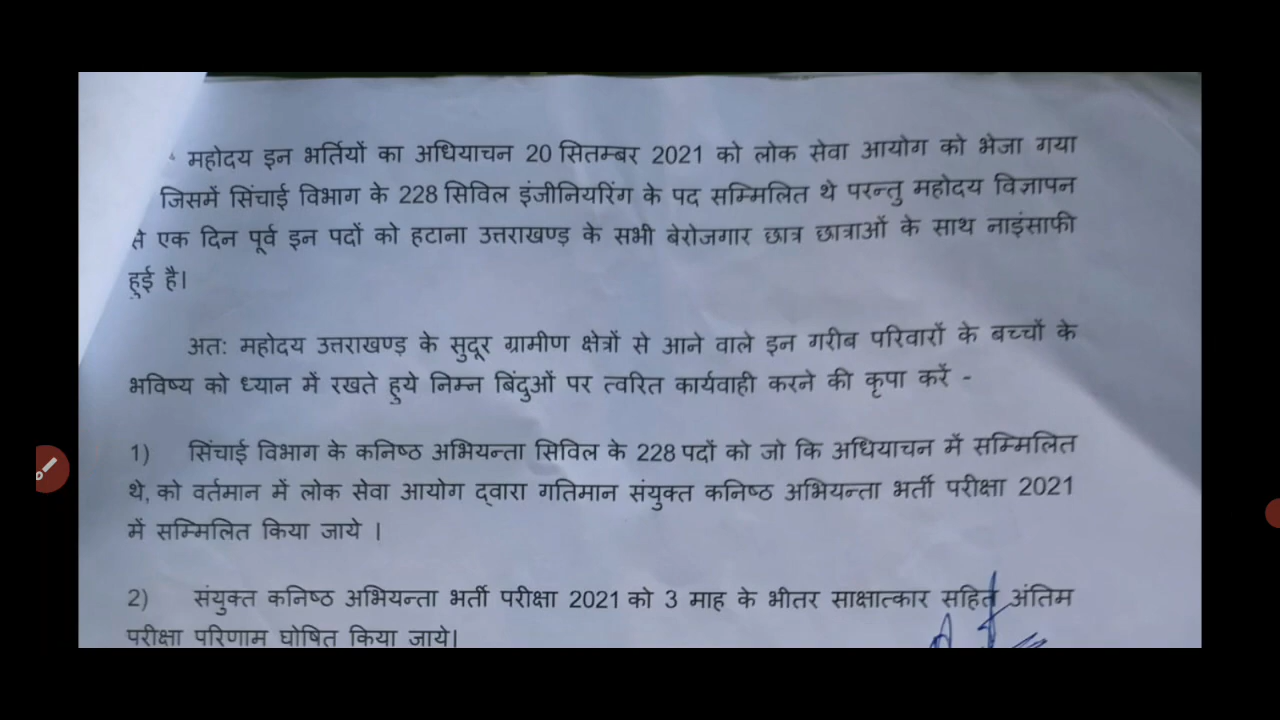 महोदय इन भर्तियों का अधियाचन 20 सितम्बर 2021 को लोक सेवा आयोग को भेजा गया
जिसमें सिंचाई विभाग के 228 सिविल इंजीनियरिंग के पद सम्मिलित थे परन्तु महोदय विज्ञापन
से एक दिन पूर्व इन पदों को हटाना उत्तराखण्ड के सभी बेरोजगार छात्र छात्राओं के साथ नाइंसाफी
हुई है।
अतः महोदय उत्तराखण्ड के सुदूर ग्रामीण क्षेत्रों से आने वाले इन गरीब परिवारों के बच्चों के
भविष्य को ध्यान में रखते हुये निम्न बिंदुओं पर त्वरित कार्यवाही करने की कृपा करें -
1) सिंचाई विभाग के कनिष्ठ अभियन्ता सिविल के 228 पदों को जो कि अधियाचन में सम्मिलित
थे, को वर्तमान में लोक सेवा आयोग द्वारा गतिमान संयुक्त कनिष्ठ अभियन्ता भर्ती परीक्षा 2021
में सम्मिलित किया जाये ।
2) संयुक्त कनिष्ठ अभियन्ता भर्ती परीक्षा 2021 को 3 माह के भीतर साक्षात्कार सहित अंतिम
परीक्षा परिणाम घोषित किया जाये।